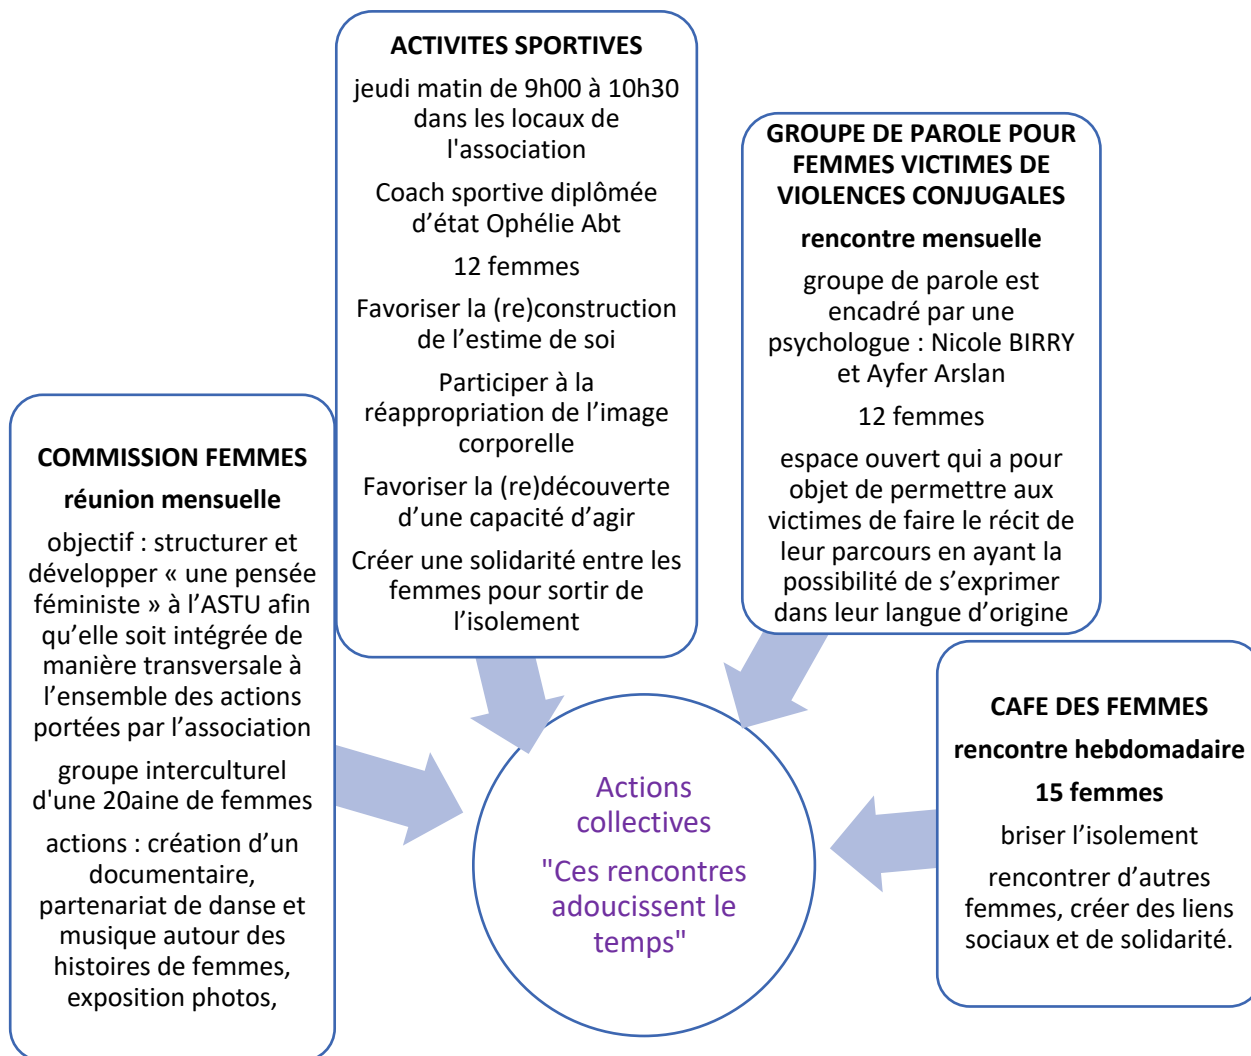 COMMISSION FEMMES
réunion mensuelle
objectif : structurer et
développer « une pensée
féministe » à l’ASTU afin
qu’elle soit intégrée de
manière transversale à
l’ensemble des actions
portées par l’association
groupe interculturel
d'une 20aine de femmes
actions : création d’un
documentaire,
partenariat de danse et
musique autour des
histoires de femmes,
exposition photos,
ACTIVITES SPORTIVES
jeudi matin de 9h00 à 10h30
dans les locaux de
l'association
Coach sportive diplômée
d’état Ophélie Abt
12 femmes
Favoriser la (re)construction
de l’estime de soi
Participer à la
réappropriation de l’image
corporelle
Favoriser la (re)découverte
d’une capacité d’agir
Créer une solidarité entre les
femmes pour sortir de
l’isolement
GROUPE DE PAROLE POUR
FEMMES VICTIMES DE
VIOLENCES CONJUGALES
rencontre mensuelle
groupe de parole est
encadré par une
psychologue : Nicole BIRRY
et Ayfer Arslan
12 femmes
espace ouvert qui a pour
objet de permettre aux
victimes de faire le récit de
leur parcours en ayant la
possibilité de s’exprimer
dans leur langue d’origine
CAFE DES FEMMES
rencontre hebdomadaire
15 femmes
briser l’isolement
rencontrer d’autres
femmes, créer des liens
sociaux et de solidarité.
Actions
collectives
"Ces rencontres
adoucissent le
temps"